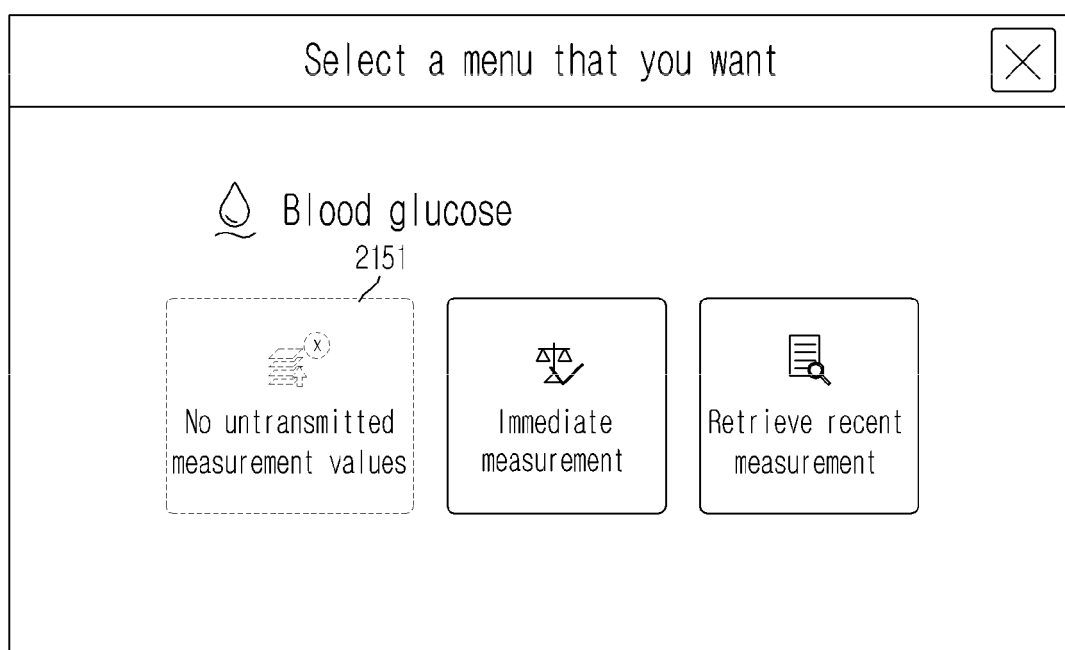 Select a menu that you want
Blood glucose
2151
No untransmitted
measurement values
Immediate
measurement
Retrieve recent
measurement